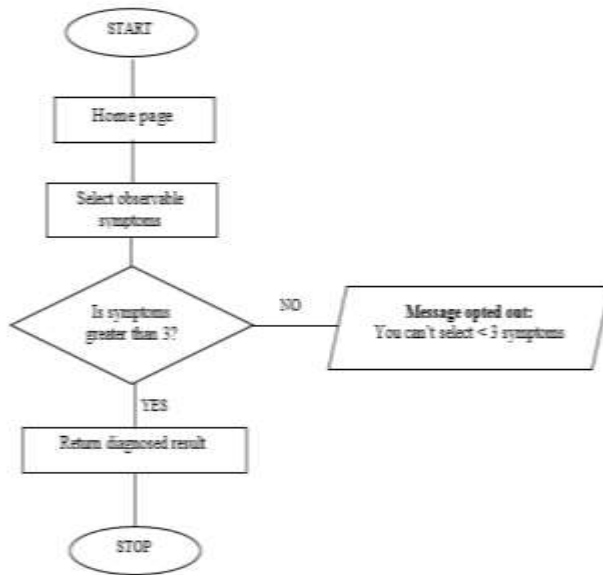 START
Home page
Select observable
symptoms
Is symptoms
greater than 3?
NO
Message opted out:
You can't select < 3 symptoms
YES
Return diagnosed result
STOP